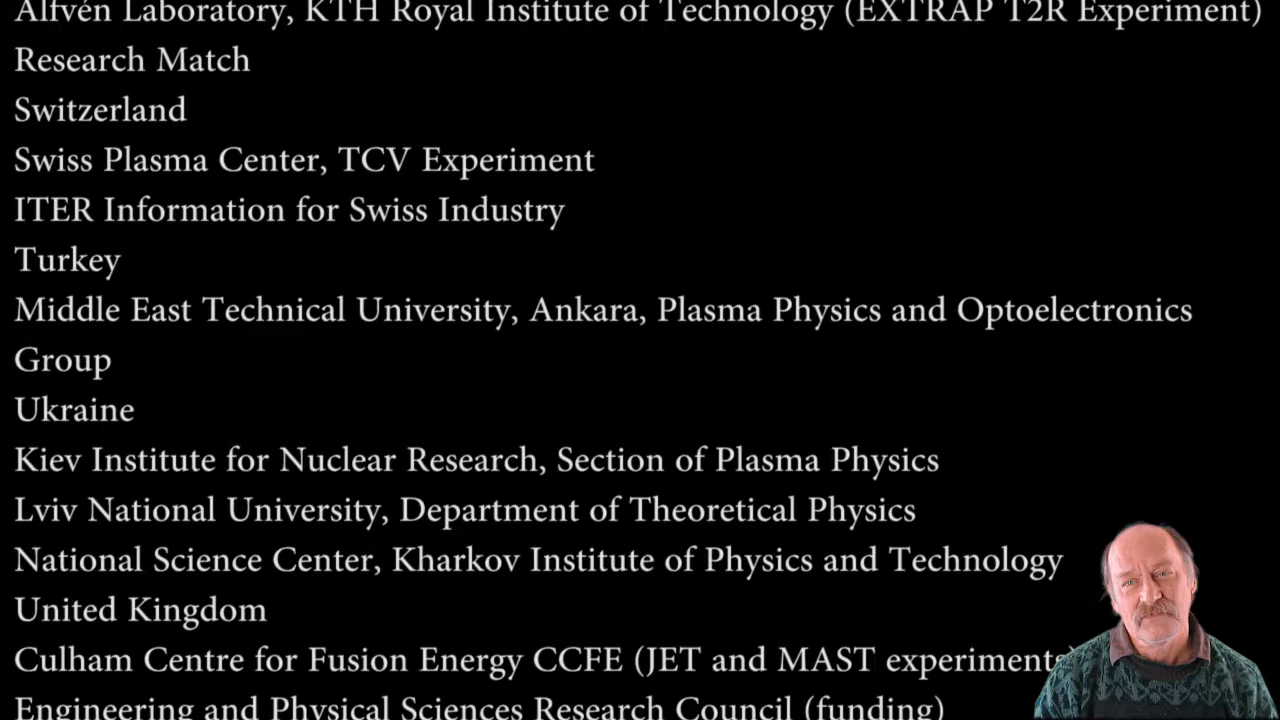 Alfvén Laboratory, KTH Royal Institute of Technology (EXTRAP T2R Experiment)
Research Match
Switzerland
Swiss Plasma Center, TCV Experiment
ITER Information for Swiss Industry
Turkey
Middle East Technical University, Ankara, Plasma Physics and Optoelectronics
Group
Ukraine
Kiev Institute for Nuclear Research, Section of Plasma Physics
Lviv National University, Department of Theoretical Physics
National Science Center, Kharkov Institute of Physics and Technology
United Kingdom
Culham Centre for Fusion Energy CCFE (JET and MAST experiments)
Engineering and Physical Sciences Research Council (funding)